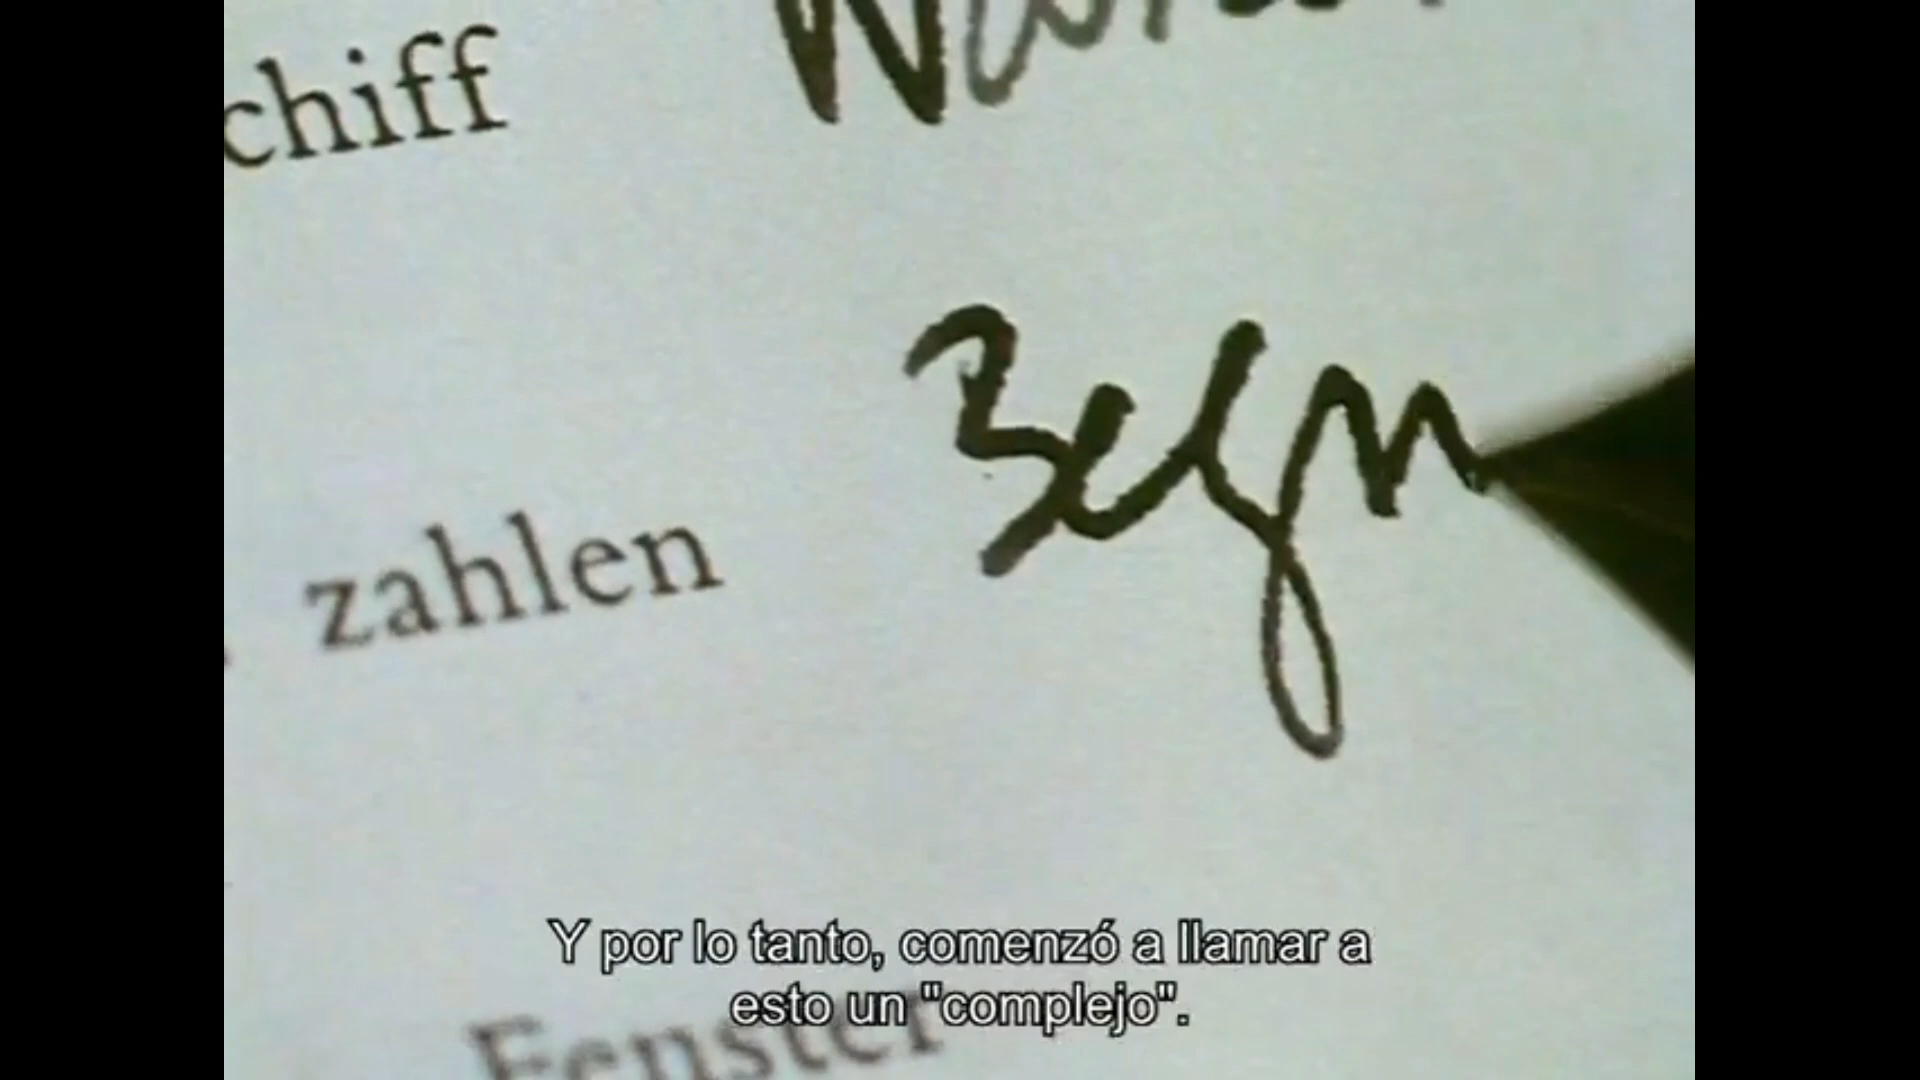 chiff
zahlen
Y por lo tanto, comenzó a llamar a
esto un "complejo".
Fenster